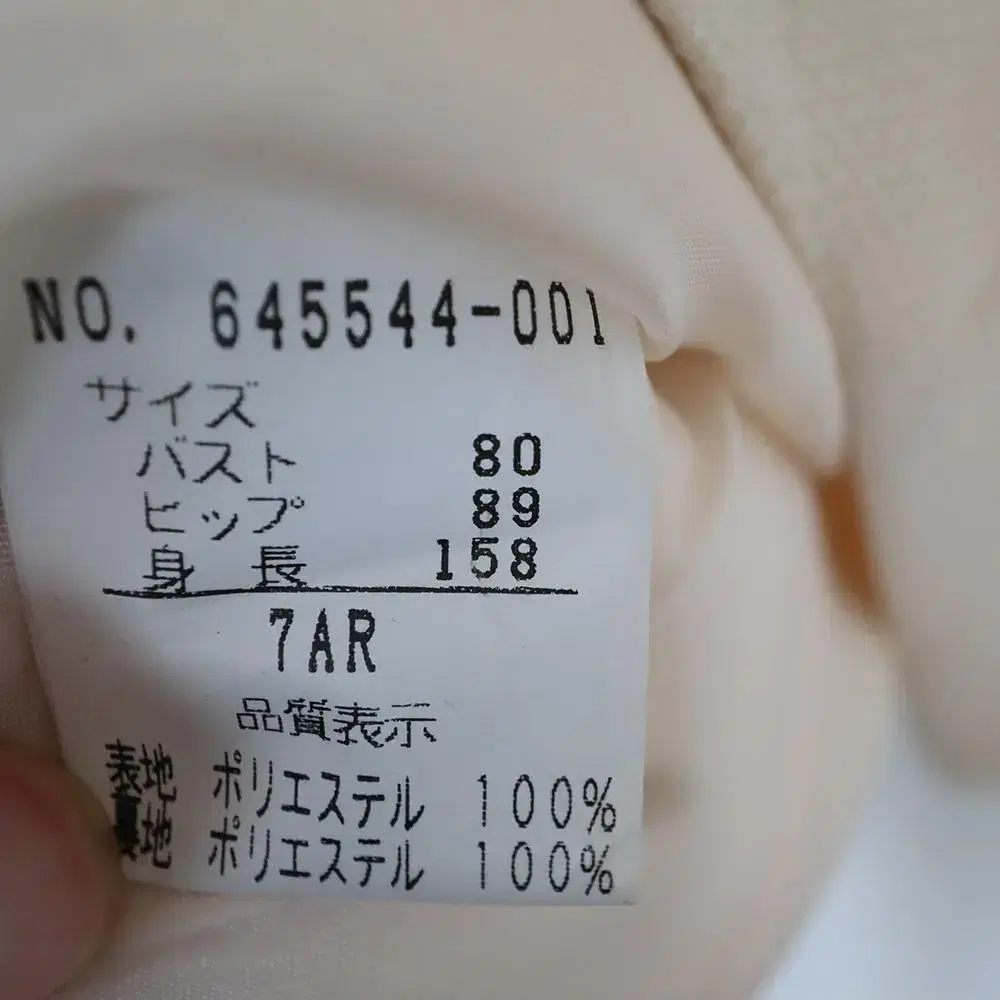 NO. 645544-001
サイズ
バスト 80
ヒップ 89
身長 158
7AR
品質表示
表地 ポリエステル 100%
裏地 ポリエステル 100%